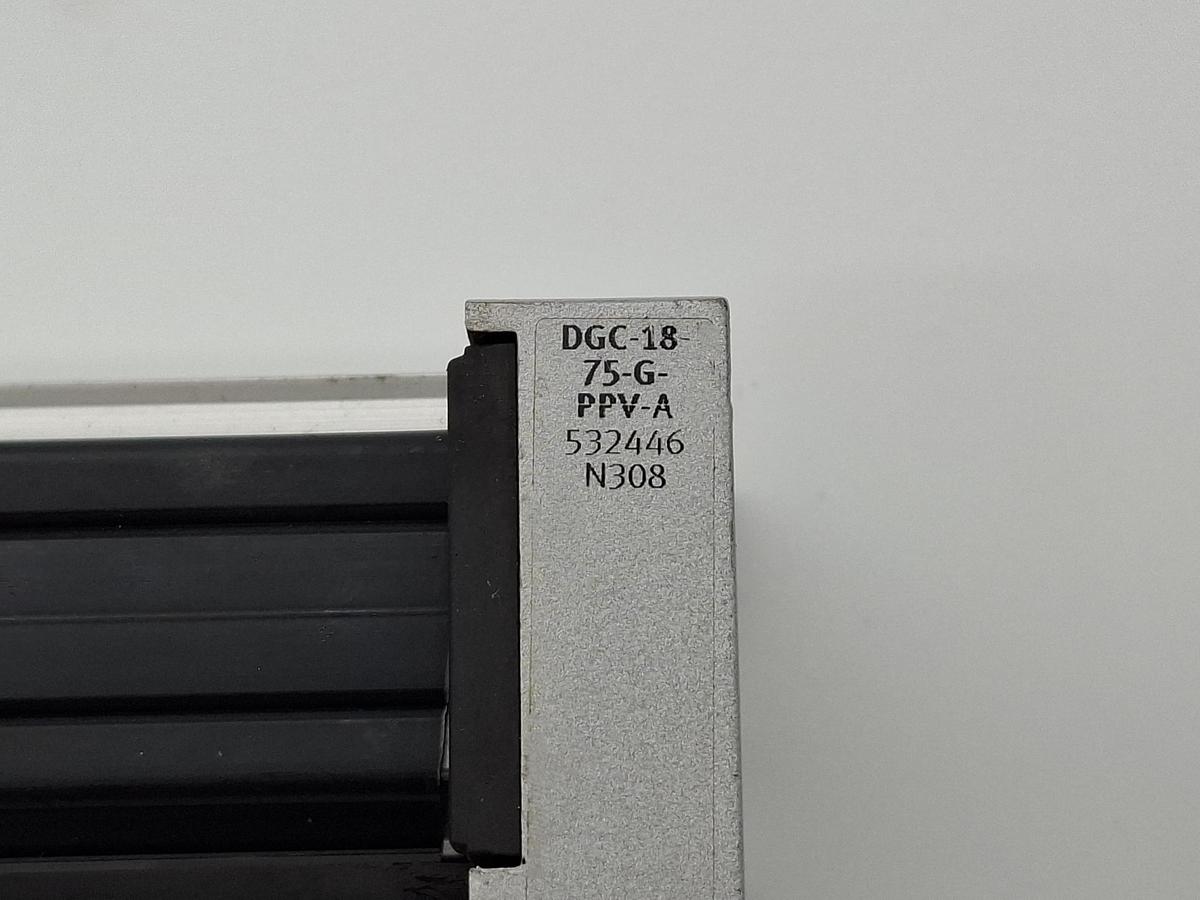 DGC-18-
75-G-
PPV-A
532446
N308